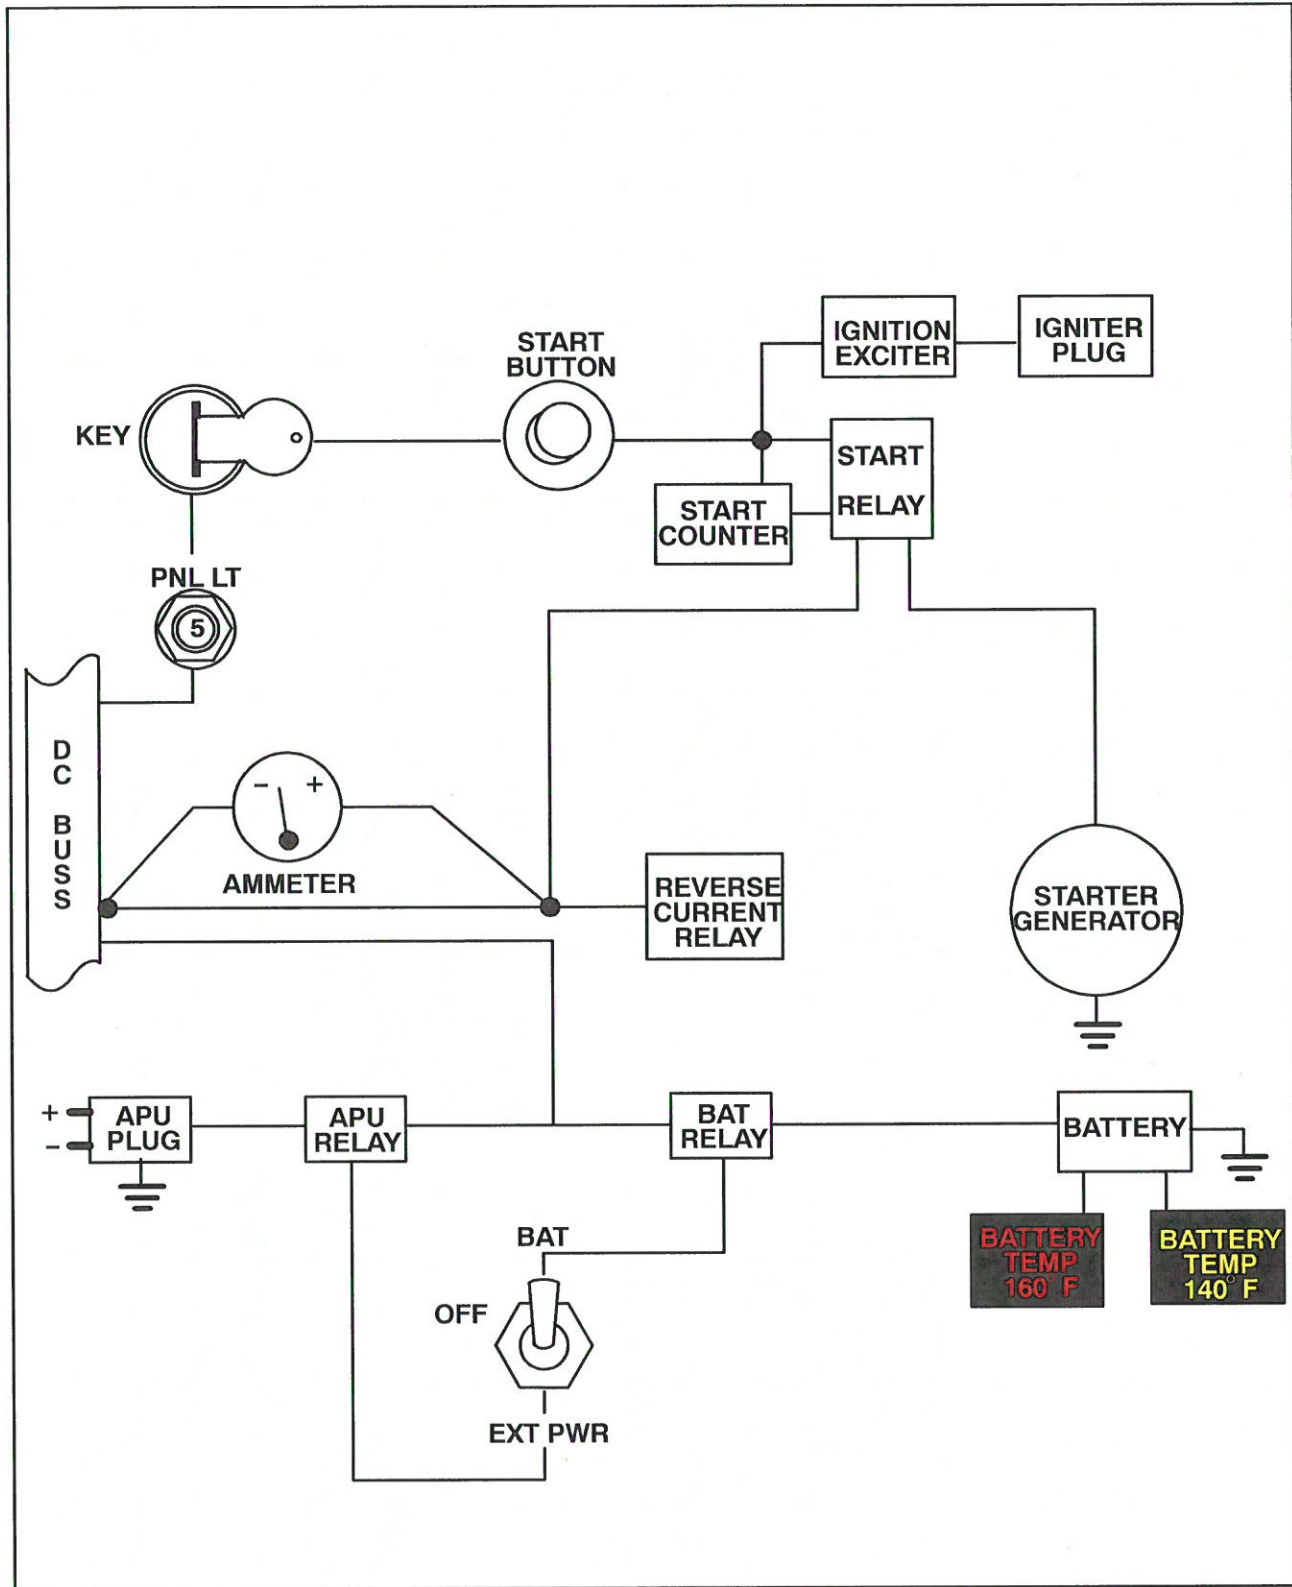 START
BUTTON
IGNITION
EXCITER
IGNITER
PLUG
KEY
START
RELAY
START
COUNTER
PNL LT
5
D
C
B
U
S
S
- +
AMMETER
REVERSE
CURRENT
RELAY
STARTER
GENERATOR
+
-
APU
PLUG
APU
RELAY
BAT
RELAY
BATTERY
BAT
OFF
EXT PWR
BATTERY
TEMP
160° F
BATTERY
TEMP
140° F